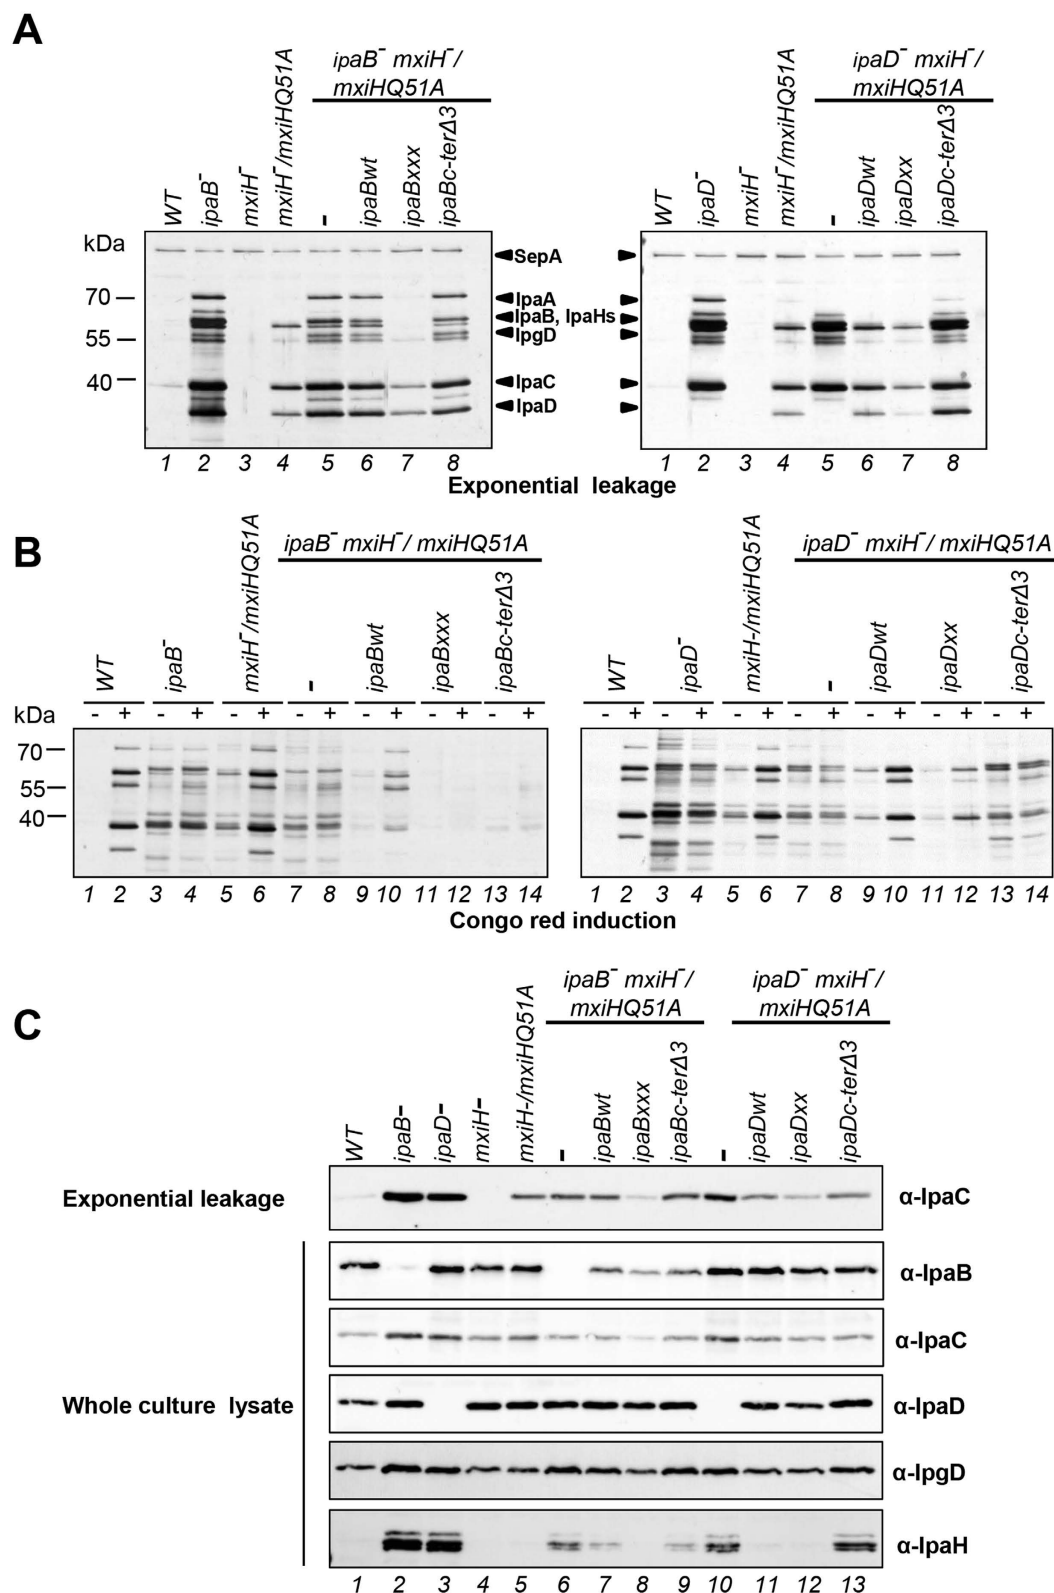 A
ipaB⁻ mxiH⁻/
mxiHQ51A
WT
ipaB⁻
mxiH⁻
mxiH⁻/mxiHQ51A
–
ipaBwt
ipaBxxx
ipaBc-terΔ3
ipaD⁻ mxiH⁻/
mxiHQ51A
WT
ipaD⁻
mxiH⁻
mxiH⁻/mxiHQ51A
–
ipaDwt
ipaDxx
ipaDc-terΔ3
kDa
70
55
40
SepA
IpaA
IpaB, IpaHs
IpgD
IpaC
IpaD
1 2 3 4 5 6 7 8
1 2 3 4 5 6 7 8
Exponential leakage
B
ipaB⁻ mxiH⁻/ mxiHQ51A
WT
ipaB⁻
mxiH⁻/mxiHQ51A
–
ipaBwt
ipaBxxx
ipaBc-terΔ3
ipaD⁻ mxiH⁻/ mxiHQ51A
WT
ipaD⁻
mxiH-/mxiHQ51A
–
ipaDwt
ipaDxx
ipaDc-terΔ3
kDa
- + - + - + - + - + - + - +
- + - + - + - + - + - + - +
70
55
40
1 2 3 4 5 6 7 8 9 10 11 12 13 14
1 2 3 4 5 6 7 8 9 10 11 12 13 14
Congo red induction
C
ipaB⁻ mxiH⁻/
mxiHQ51A
ipaD⁻ mxiH⁻/
mxiHQ51A
WT
ipaB-
ipaD-
mxiH-
mxiH-/mxiHQ51A
–
ipaBwt
ipaBxxx
ipaBc-terΔ3
–
ipaDwt
ipaDxx
ipaDc-terΔ3
Exponential leakage
α-IpaC
α-IpaB
α-IpaC
Whole culture lysate
α-IpaD
α-IpgD
α-IpaH
1 2 3 4 5 6 7 8 9 10 11 12 13